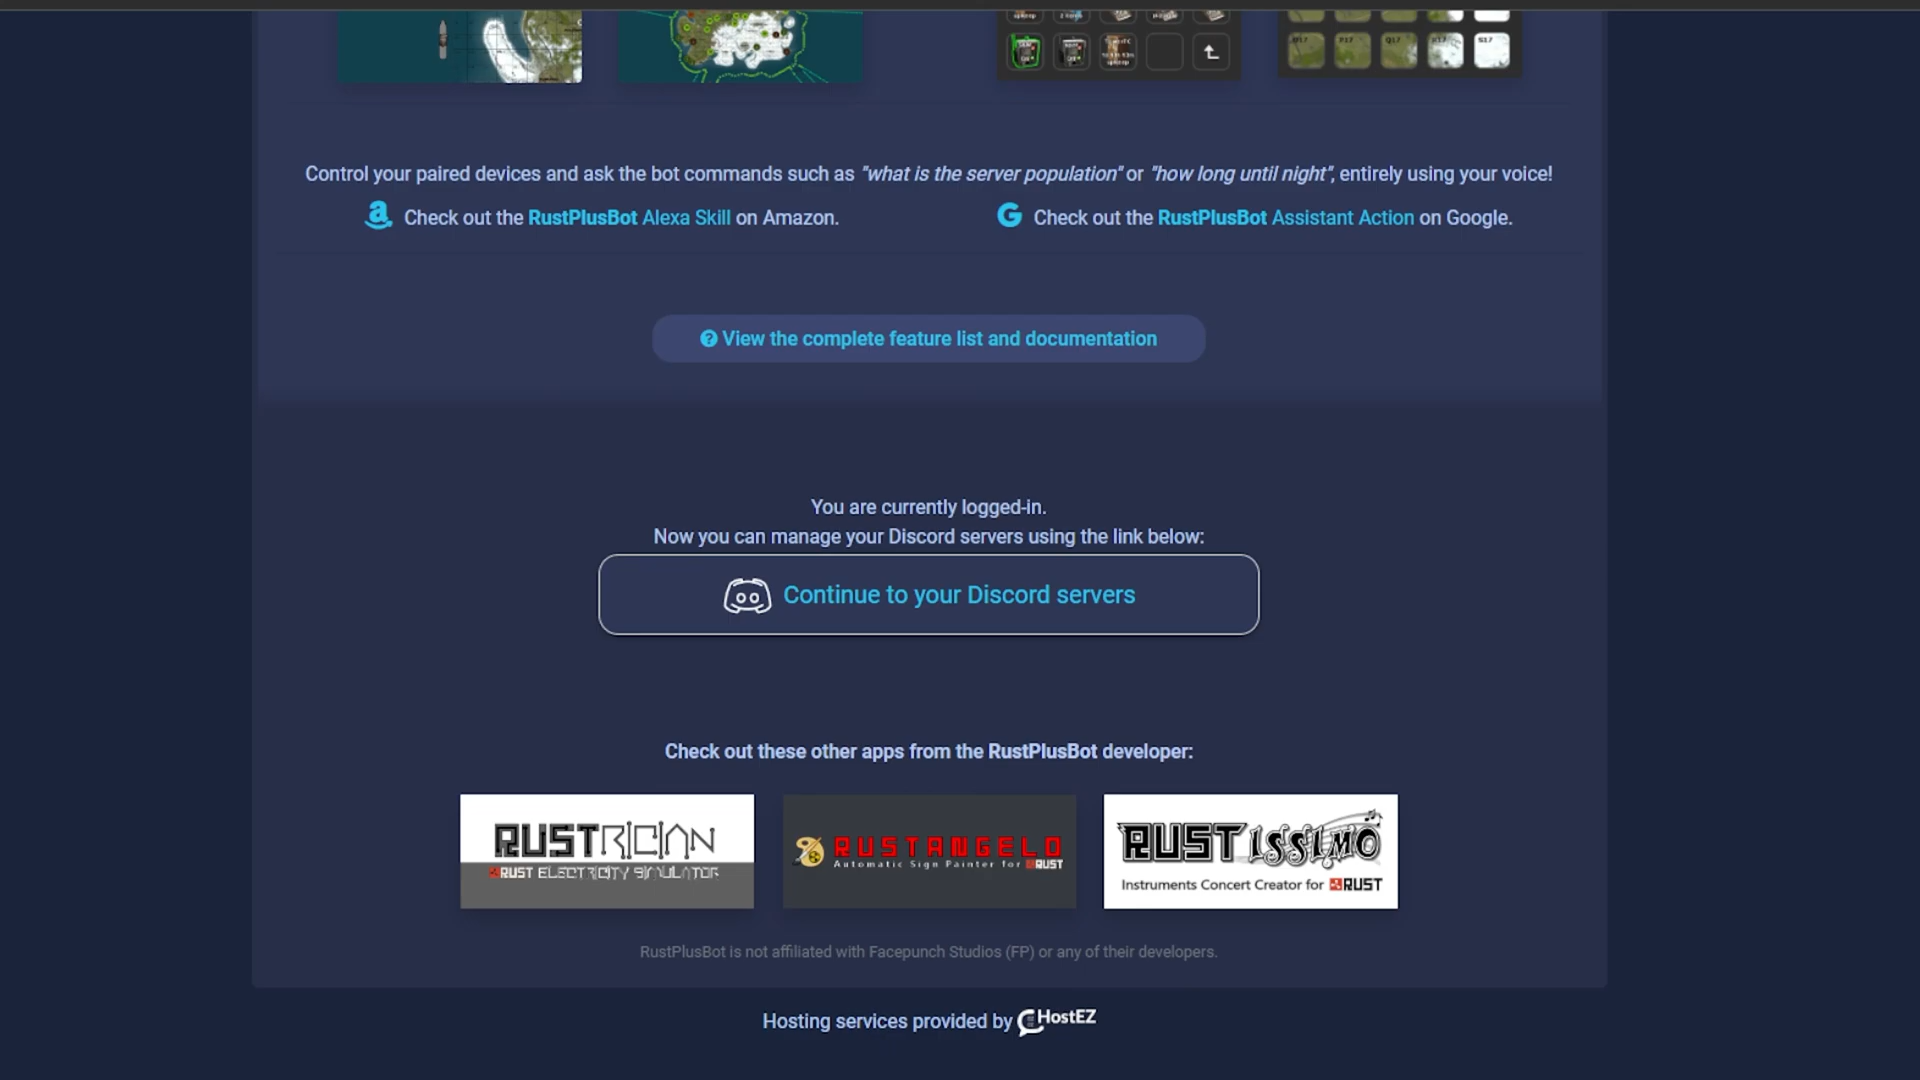 Control your paired devices and ask the bot commands such as "what is the server population" or "how long until night", entirely using your voice!
Check out the RustPlusBot Alexa Skill on Amazon.
Check out the RustPlusBot Assistant Action on Google.
View the complete feature list and documentation
You are currently logged-in.
Now you can manage your Discord servers using the link below:
Continue to your Discord servers
Check out these other apps from the RustPlusBot developer:
RUSTRICIAN
RUST ELECTRICITY SIMULATOR
RUSTANGELO
Automatic Sign Painter for RUST
RUSTissimo
Instruments Concert Creator for RUST
RustPlusBot is not affiliated with Facepunch Studios (FP) or any of their developers.
Hosting services provided by HostEZ